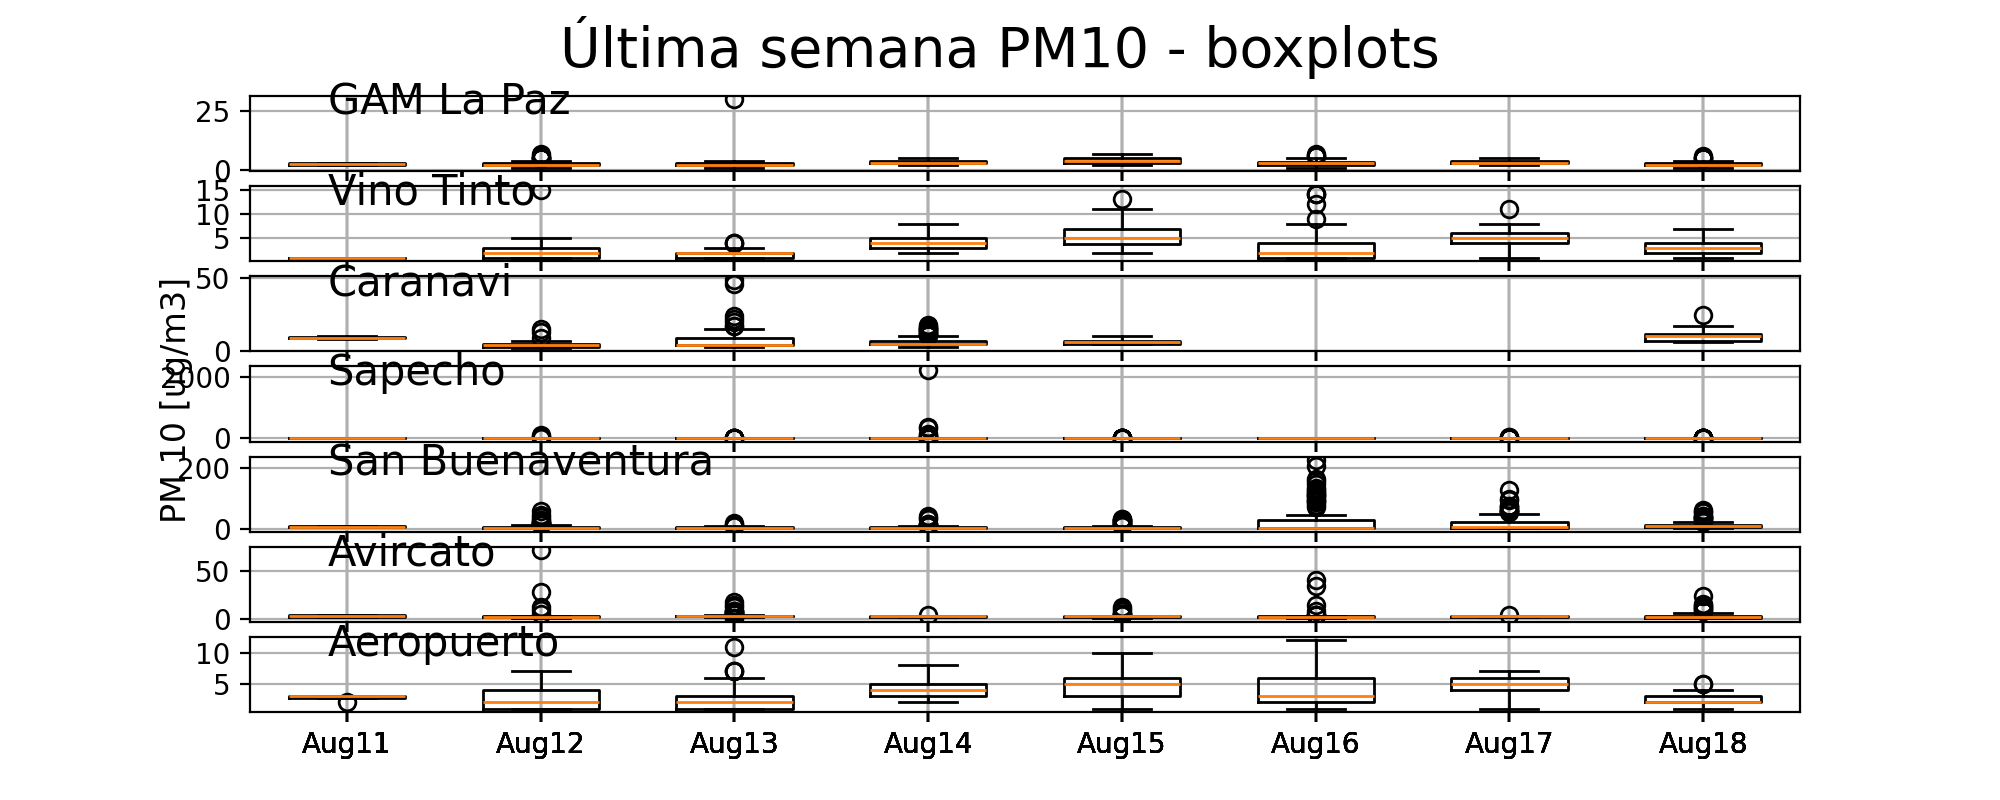 Última semana PM10 - boxplots
GAM La Paz
25
0
Vino Tinto
15
10
5
Caranavi
50
0
PM 10 [ug/m3]
Sapecho
2000
0
San Buenaventura
200
0
Avircato
50
0
Aeropuerto
10
5
Aug11 Aug12 Aug13 Aug14 Aug15 Aug16 Aug17 Aug18